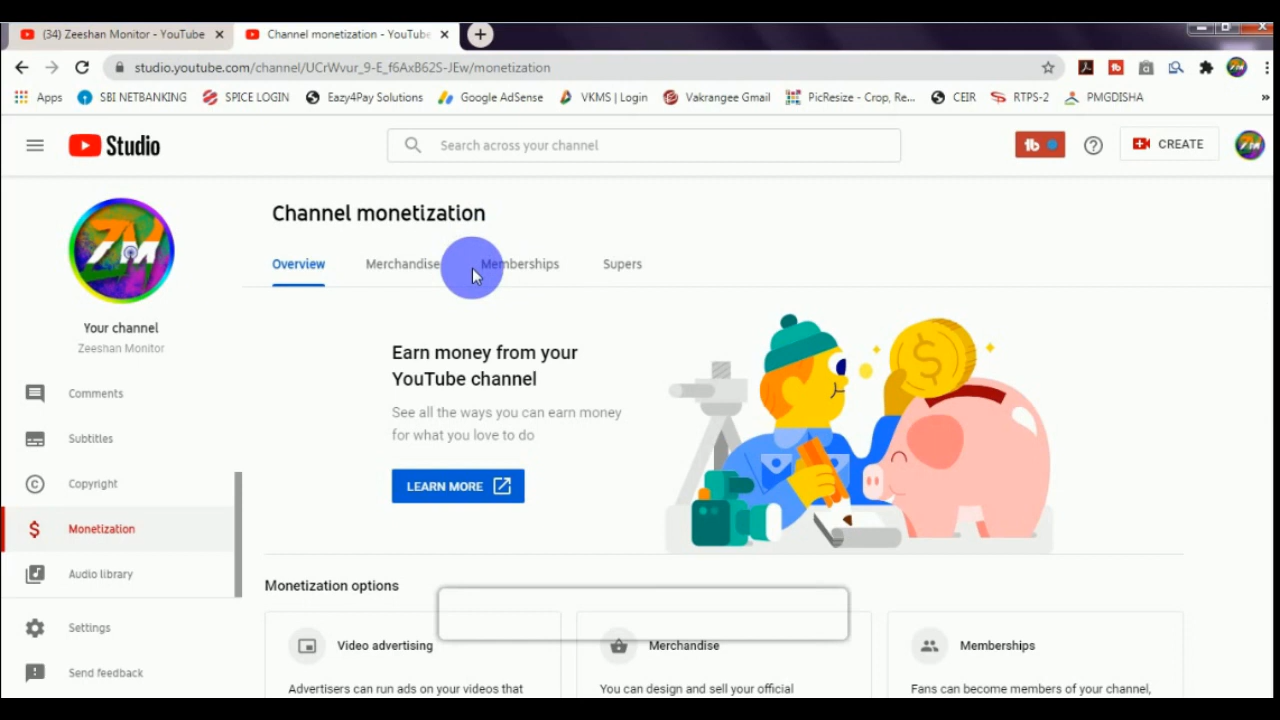 (34) Zeeshan Monitor - YouTube
Channel monetization - YouTube
studio.youtube.com/channel/UCrWvur_9-E_f6AxB62S-JEw/monetization
Apps SBI NETBANKING SPICE LOGIN Eazy4Pay Solutions Google AdSense VKMS | Login Vakrangee Gmail PicResize - Crop, Re... CEIR RTPS-2 PMGDISHA »
Studio
Search across your channel
tb
CREATE
ZM
Channel monetization
Overview Merchandise Memberships Supers
Your channel
Zeeshan Monitor
Comments
Subtitles
Copyright
Monetization
Audio library
Settings
Send feedback
Earn money from your
YouTube channel
See all the ways you can earn money
for what you love to do
LEARN MORE
Monetization options
Video advertising
Advertisers can run ads on your videos that
Merchandise
You can design and sell your official
Memberships
Fans can become members of your channel,